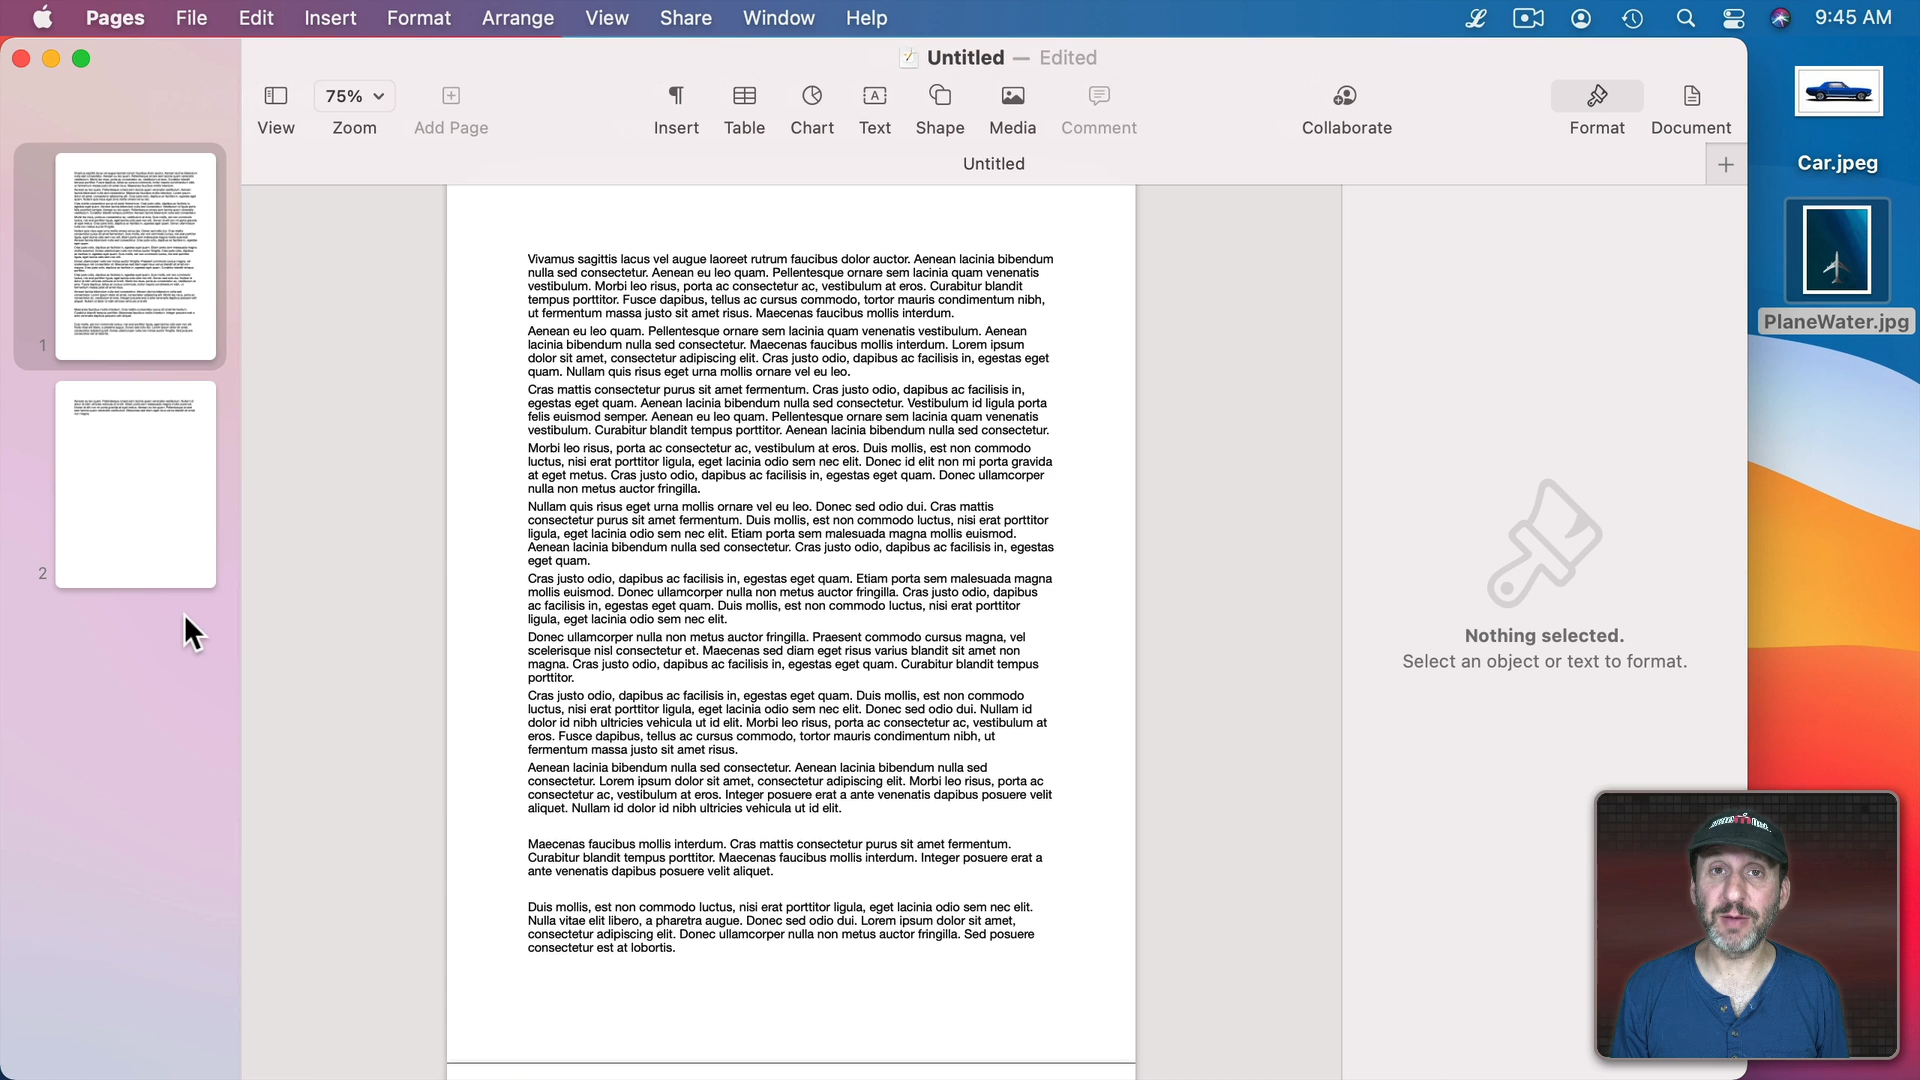 Pages File Edit Insert Format Arrange View Share Window Help 9:45 AM
Untitled — Edited
75%
View Zoom Add Page Insert Table Chart Text Shape Media Comment Collaborate Format Document
Untitled
Car.jpeg
PlaneWater.jpg
1
2
Vivamus sagittis lacus vel augue laoreet rutrum faucibus dolor auctor. Aenean lacinia bibendum
nulla sed consectetur. Aenean eu leo quam. Pellentesque ornare sem lacinia quam venenatis
vestibulum. Morbi leo risus, porta ac consectetur ac, vestibulum at eros. Curabitur blandit
tempus porttitor. Fusce dapibus, tellus ac cursus commodo, tortor mauris condimentum nibh,
ut fermentum massa justo sit amet risus. Maecenas faucibus mollis interdum.
Aenean eu leo quam. Pellentesque ornare sem lacinia quam venenatis vestibulum. Aenean
lacinia bibendum nulla sed consectetur. Maecenas faucibus mollis interdum. Lorem ipsum
dolor sit amet, consectetur adipiscing elit. Cras justo odio, dapibus ac facilisis in, egestas eget
quam. Nullam quis risus eget urna mollis ornare vel eu leo.
Cras mattis consectetur purus sit amet fermentum. Cras justo odio, dapibus ac facilisis in,
egestas eget quam. Aenean lacinia bibendum nulla sed consectetur. Vestibulum id ligula porta
felis euismod semper. Aenean eu leo quam. Pellentesque ornare sem lacinia quam venenatis
vestibulum. Curabitur blandit tempus porttitor. Aenean lacinia bibendum nulla sed consectetur.
Morbi leo risus, porta ac consectetur ac, vestibulum at eros. Duis mollis, est non commodo
luctus, nisi erat porttitor ligula, eget lacinia odio sem nec elit. Donec id elit non mi porta gravida
at eget metus. Cras justo odio, dapibus ac facilisis in, egestas eget quam. Donec ullamcorper
nulla non metus auctor fringilla.
Nullam quis risus eget urna mollis ornare vel eu leo. Donec sed odio dui. Cras mattis
consectetur purus sit amet fermentum. Duis mollis, est non commodo luctus, nisi erat porttitor
ligula, eget lacinia odio sem nec elit. Etiam porta sem malesuada magna mollis euismod.
Aenean lacinia bibendum nulla sed consectetur. Cras justo odio, dapibus ac facilisis in, egestas
eget quam.
Cras justo odio, dapibus ac facilisis in, egestas eget quam. Etiam porta sem malesuada magna
mollis euismod. Donec ullamcorper nulla non metus auctor fringilla. Cras justo odio, dapibus
ac facilisis in, egestas eget quam. Duis mollis, est non commodo luctus, nisi erat porttitor
ligula, eget lacinia odio sem nec elit.
Donec ullamcorper nulla non metus auctor fringilla. Praesent commodo cursus magna, vel
scelerisque nisl consectetur et. Maecenas sed diam eget risus varius blandit sit amet non
magna. Cras justo odio, dapibus ac facilisis in, egestas eget quam. Curabitur blandit tempus
porttitor.
Cras justo odio, dapibus ac facilisis in, egestas eget quam. Duis mollis, est non commodo
luctus, nisi erat porttitor ligula, eget lacinia odio sem nec elit. Donec sed odio dui. Nullam id
dolor id nibh ultricies vehicula ut id elit. Morbi leo risus, porta ac consectetur ac, vestibulum at
eros. Fusce dapibus, tellus ac cursus commodo, tortor mauris condimentum nibh, ut
fermentum massa justo sit amet risus.
Aenean lacinia bibendum nulla sed consectetur. Aenean lacinia bibendum nulla sed
consectetur. Lorem ipsum dolor sit amet, consectetur adipiscing elit. Morbi leo risus, porta ac
consectetur ac, vestibulum at eros. Integer posuere erat a ante venenatis dapibus posuere velit
aliquet. Nullam id dolor id nibh ultricies vehicula ut id elit.
Maecenas faucibus mollis interdum. Cras mattis consectetur purus sit amet fermentum.
Curabitur blandit tempus porttitor. Maecenas faucibus mollis interdum. Integer posuere erat a
ante venenatis dapibus posuere velit aliquet.
Duis mollis, est non commodo luctus, nisi erat porttitor ligula, eget lacinia odio sem nec elit.
Nulla vitae elit libero, a pharetra augue. Donec sed odio dui. Lorem ipsum dolor sit amet,
consectetur adipiscing elit. Donec ullamcorper nulla non metus auctor fringilla. Sed posuere
consectetur est at lobortis.
Nothing selected.
Select an object or text to format.